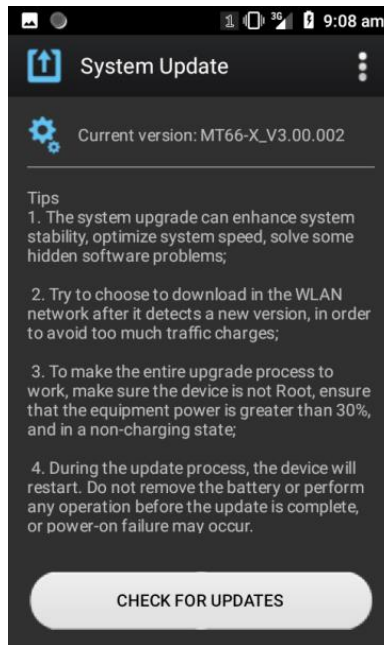 1 3G 9:08 am
System Update
Current version: MT66-X_V3.00.002
Tips
1. The system upgrade can enhance system
stability, optimize system speed, solve some
hidden software problems;
2. Try to choose to download in the WLAN
network after it detects a new version, in order
to avoid too much traffic charges;
3. To make the entire upgrade process to
work, make sure the device is not Root, ensure
that the equipment power is greater than 30%,
and in a non-charging state;
4. During the update process, the device will
restart. Do not remove the battery or perform
any operation before the update is complete,
or power-on failure may occur.
CHECK FOR UPDATES